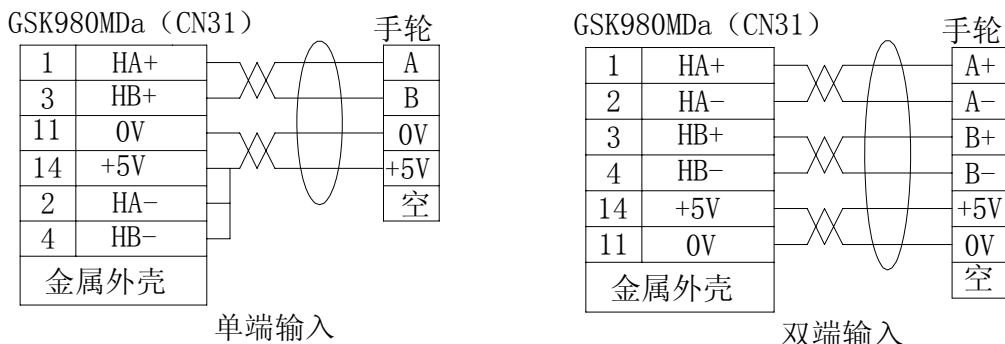 GSK980MDa（CN31） 手轮
1 HA+ A
3 HB+ B
11 0V 0V
14 +5V +5V
2 HA- 空
4 HB-
金属外壳
单端输入
GSK980MDa（CN31） 手轮
1 HA+ A+
2 HA- A-
3 HB+ B+
4 HB- B-
14 +5V +5V
11 0V 0V
金属外壳 空
双端输入